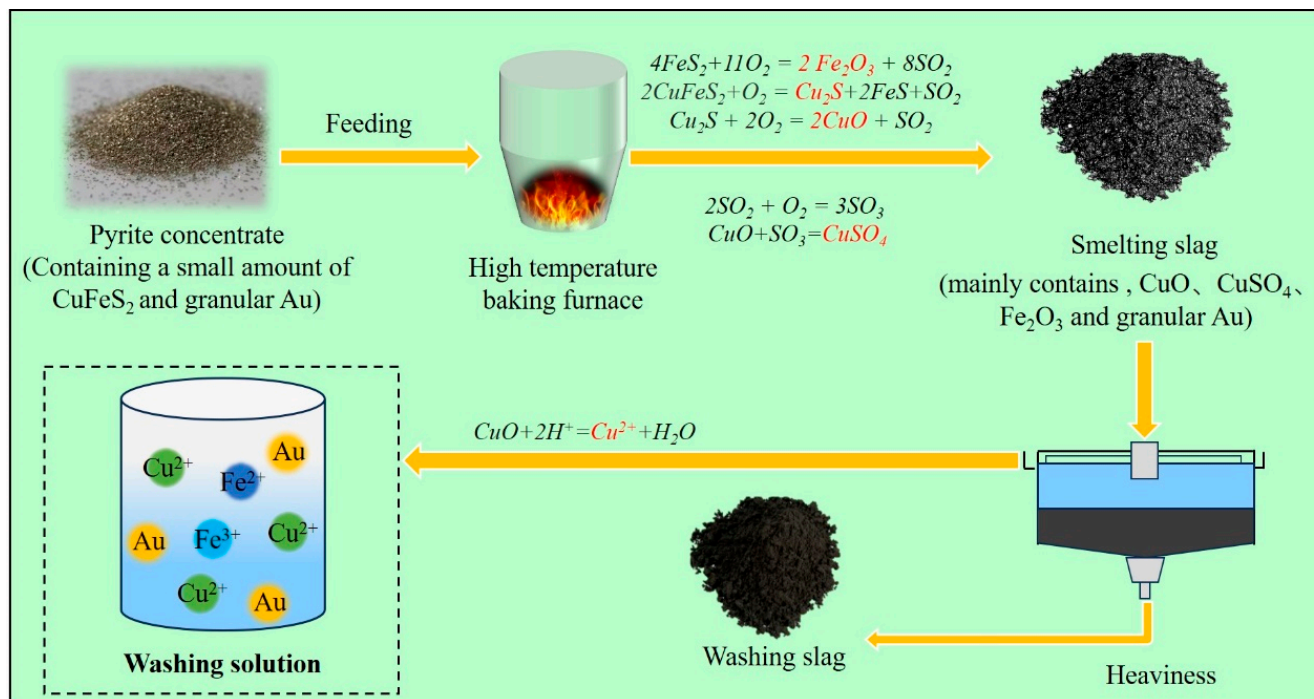 4FeS₂+11O₂ = 2 Fe₂O₃ + 8SO₂
2CuFeS₂+O₂ = Cu₂S+2FeS+SO₂
Cu₂S + 2O₂ = 2CuO + SO₂
Feeding
2SO₂ + O₂ = 3SO₃
CuO+SO₃=CuSO₄
Pyrite concentrate
(Containing a small amount of
CuFeS₂ and granular Au)
High temperature
baking furnace
Smelting slag
(mainly contains , CuO、CuSO₄、
Fe₂O₃ and granular Au)
CuO+2H⁺=Cu²⁺+H₂O
Au
Cu²⁺
Fe²⁺
Au
Fe³⁺
Cu²⁺
Cu²⁺
Au
Washing solution
Washing slag
Heaviness